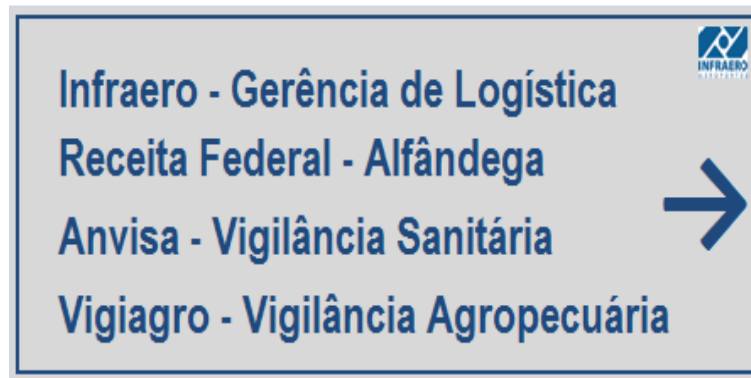 INFRAERO
Infraero - Gerência de Logística
Receita Federal - Alfândega
Anvisa - Vigilância Sanitária
Vigiagro - Vigilância Agropecuária